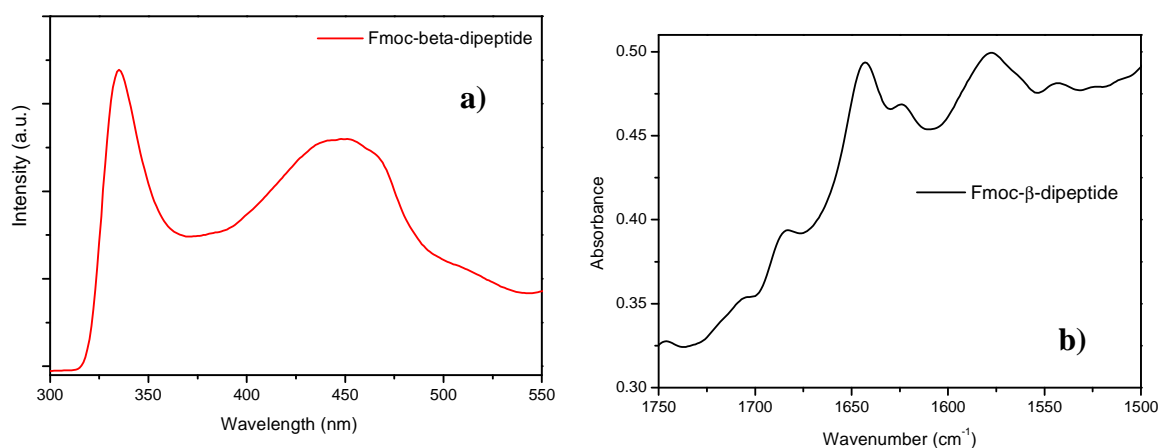 Fmoc-beta-dipeptide
a)
Intensity (a.u.)
300 350 400 450 500 550
Wavelength (nm)
0.50
0.45
0.40
0.35
0.30
Absorbance
Fmoc-β-dipeptide
b)
1750 1700 1650 1600 1550 1500
Wavenumber (cm⁻¹)